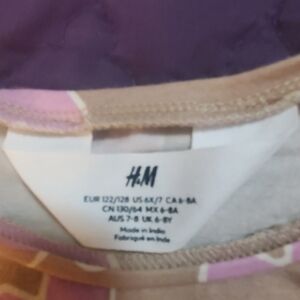 H&M
EUR 122/128 US 6X/7 CA 6-8A
CN 130/64 MX 6-8A
AUS 7-8 UK 6-8Y
Made in India
Fabriqué en Inde